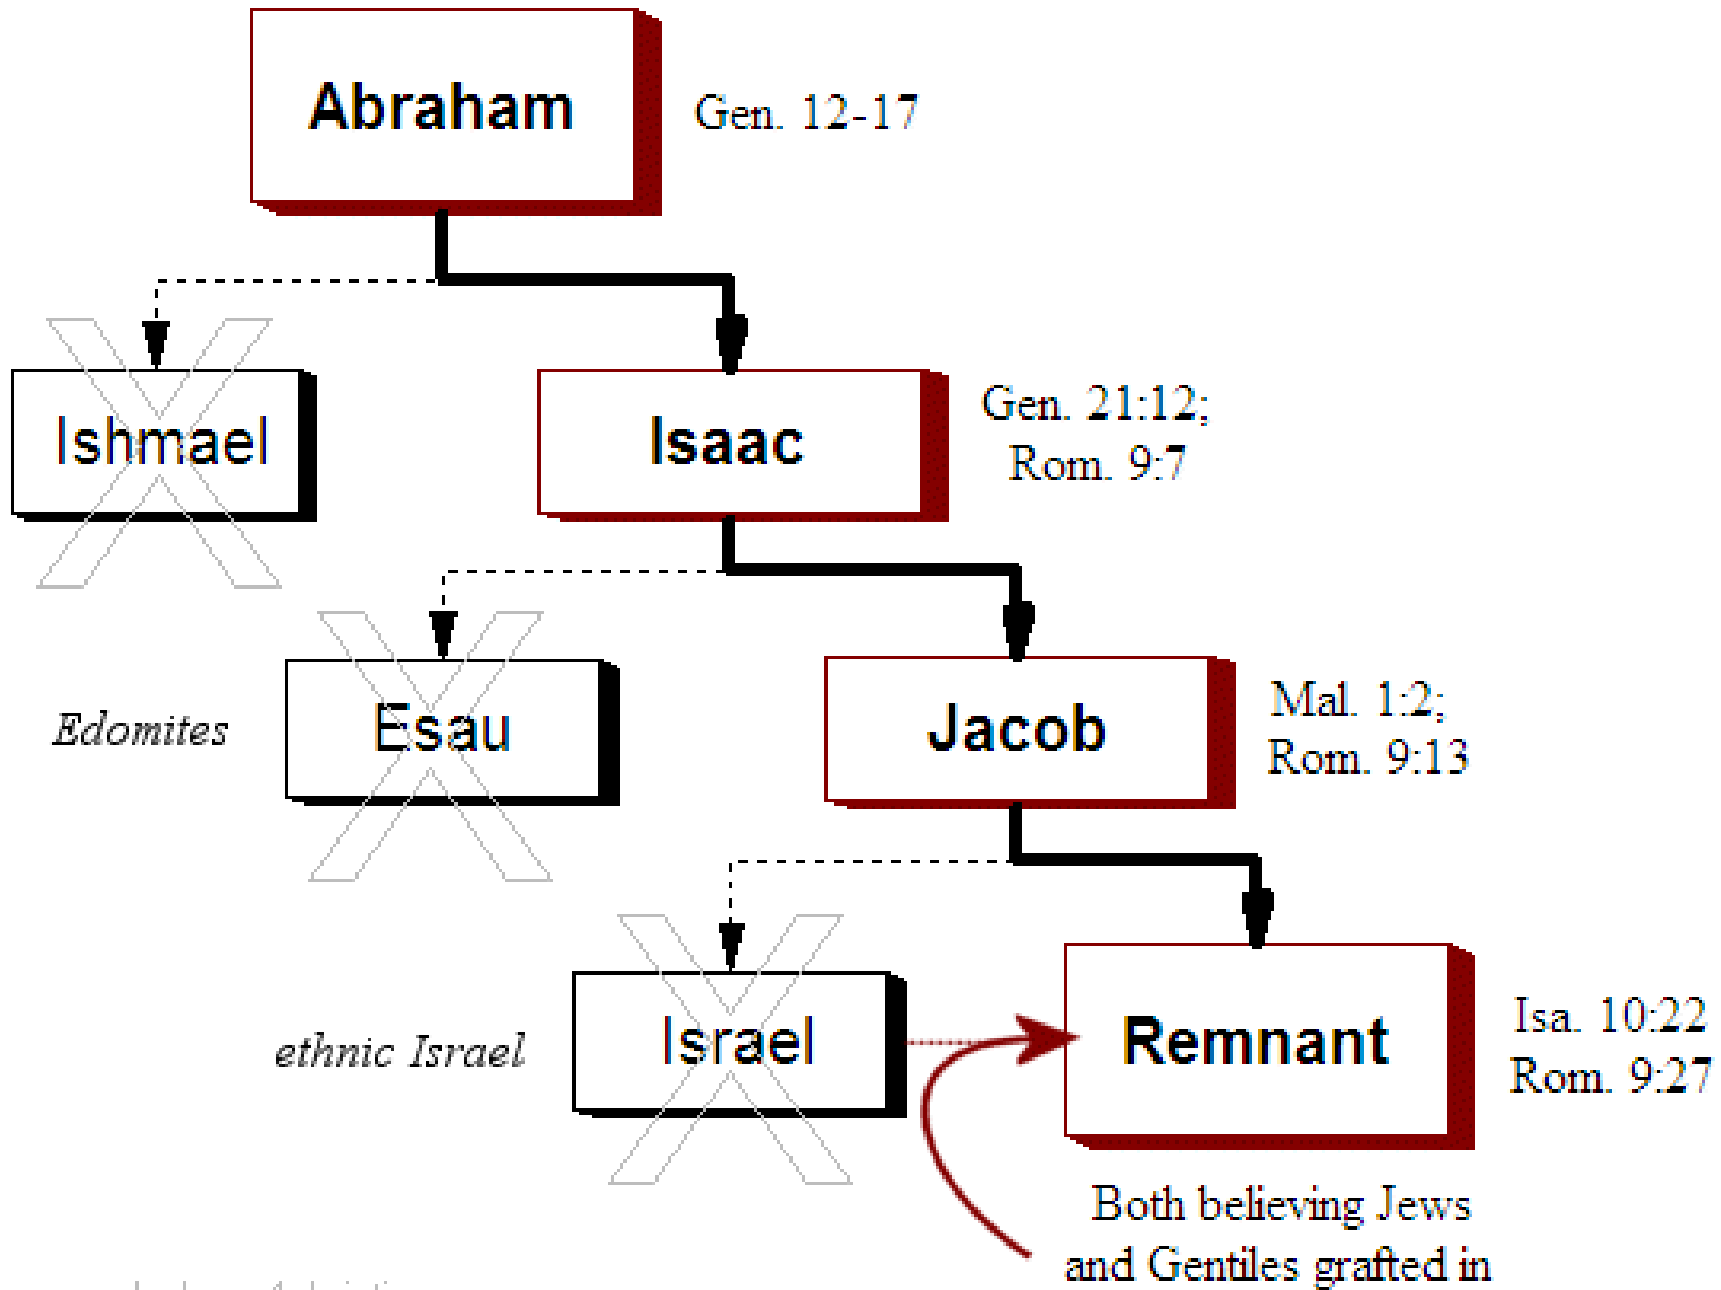 Abraham
Gen. 12-17
Ishmael
Isaac
Gen. 21:12;
Rom. 9:7
Edomites
Esau
Jacob
Mal. 1:2;
Rom. 9:13
ethnic Israel
Israel
Remnant
Isa. 10:22
Rom. 9:27
Both believing Jews
and Gentiles grafted in